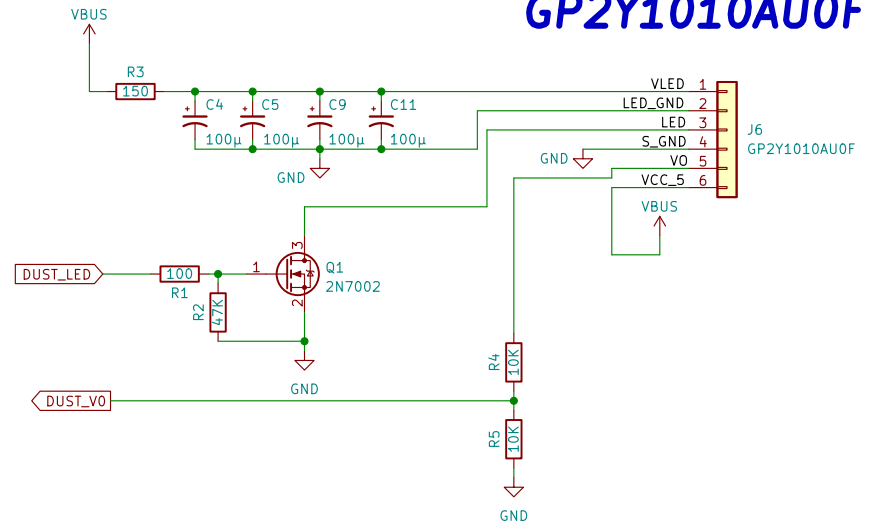 GP2Y1010AU0F
VBUS
R3
150
C4
100µ
C5
100µ
C9
100µ
C11
100µ
GND
VLED 1
LED_GND 2
LED 3
S_GND 4
VO 5
VCC_5 6
J6
GP2Y1010AU0F
GND
VBUS
DUST_LED
100
R1
R2
47K
1
3
2
Q1
2N7002
GND
R4
10K
DUST_VO
R5
10K
GND